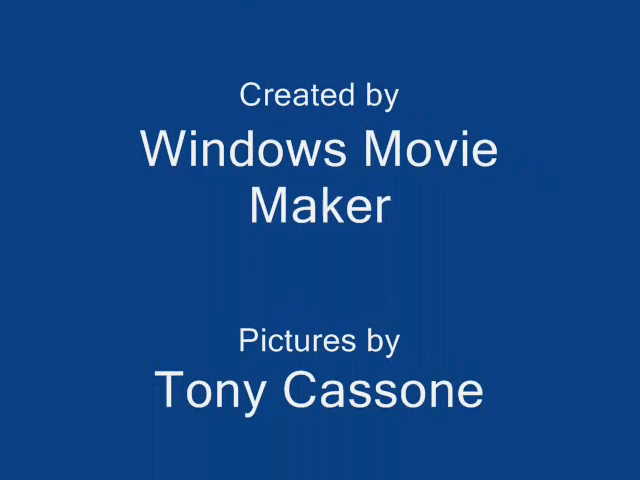 Created by
Windows Movie
Maker
Pictures by
Tony Cassone